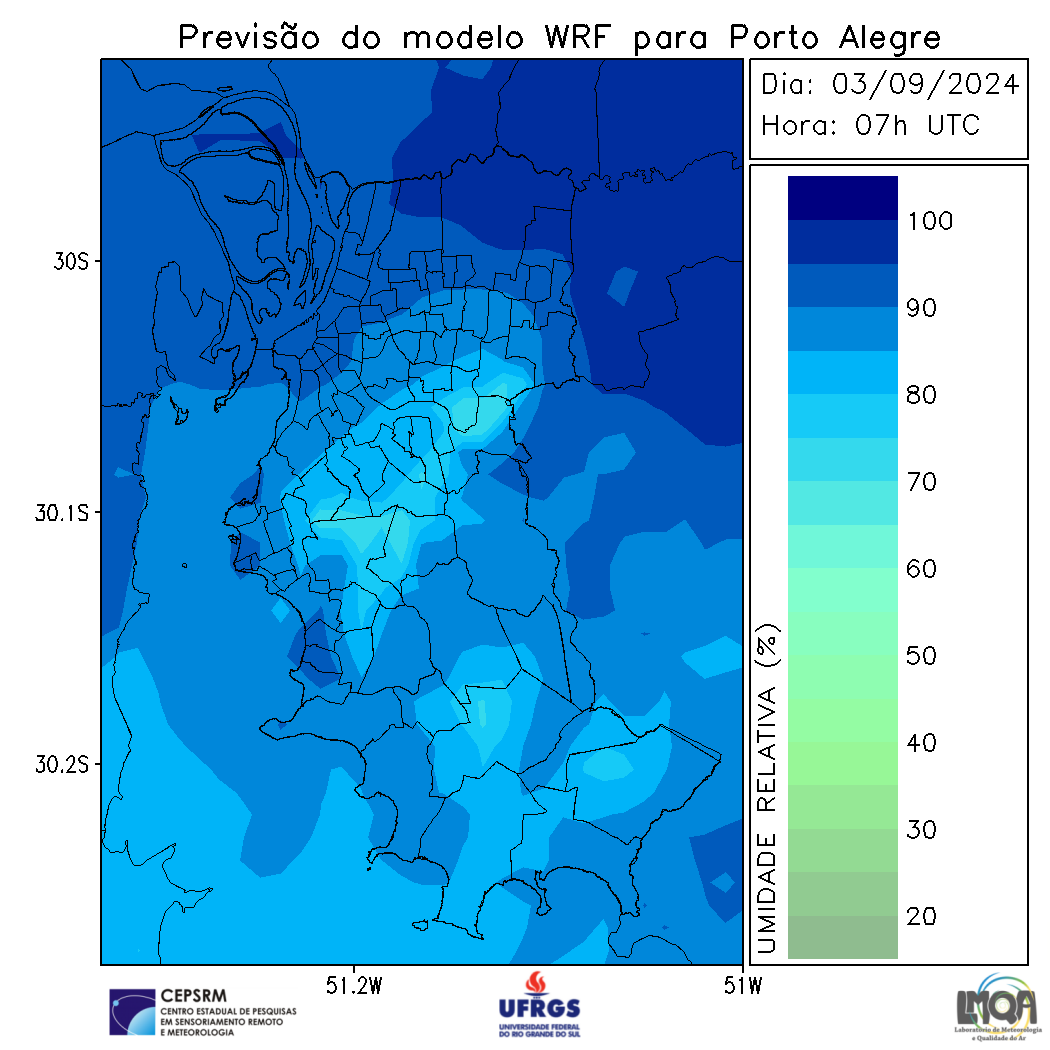 Previsão do modelo WRF para Porto Alegre
Dia: 03/09/2024
Hora: 07h UTC
100
90
80
70
60
50
40
30
20
UMIDADE RELATIVA (%)
30S
30.1S
30.2S
51.2W
51W
CEPSRM
CENTRO ESTADUAL DE PESQUISAS
EM SENSORIAMENTO REMOTO
E METEOROLOGIA
UFRGS
UNIVERSIDADE FEDERAL
DO RIO GRANDE DO SUL
LMQA
Laboratório de Meteorologia
e Qualidade do Ar